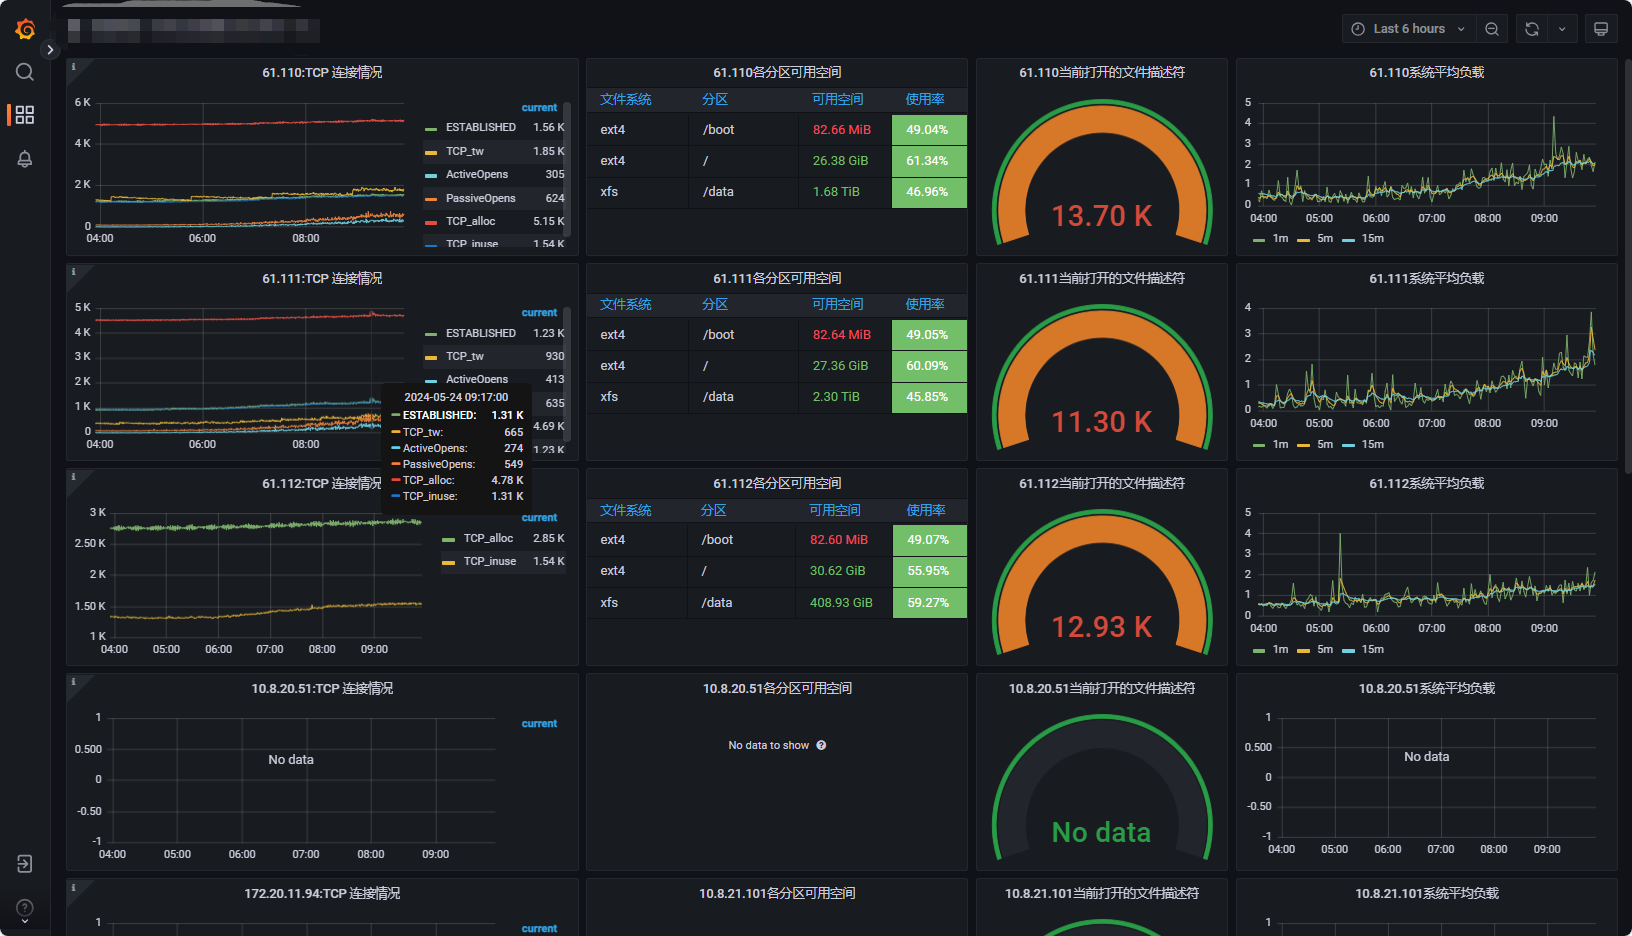 Last 6 hours
61.110:TCP 连接情况
6 K
4 K
2 K
0
04:00 06:00 08:00
current
ESTABLISHED 1.56 K
TCP_tw 1.85 K
ActiveOpens 305
PassiveOpens 624
TCP_alloc 5.15 K
TCP_inuse 1.54 K
61.110各分区可用空间
文件系统 分区 可用空间 使用率
ext4 /boot 82.66 MiB 49.04%
ext4 / 26.38 GiB 61.34%
xfs /data 1.68 TiB 46.96%
61.110当前打开的文件描述符
13.70 K
61.110系统平均负载
5
4
3
2
1
0
04:00 05:00 06:00 07:00 08:00 09:00
1m 5m 15m
61.111:TCP 连接情况
5 K
4 K
3 K
2 K
1 K
0
04:00 06:00 08:00
current
ESTABLISHED 1.23 K
TCP_tw 930
ActiveOpens 413
635
4.69 K
1.23 K
2024-05-24 09:17:00
ESTABLISHED: 1.31 K
TCP_tw: 665
ActiveOpens: 274
PassiveOpens: 549
TCP_alloc: 4.78 K
TCP_inuse: 1.31 K
61.111各分区可用空间
文件系统 分区 可用空间 使用率
ext4 /boot 82.64 MiB 49.05%
ext4 / 27.36 GiB 60.09%
xfs /data 2.30 TiB 45.85%
61.111当前打开的文件描述符
11.30 K
61.111系统平均负载
4
3
2
1
0
04:00 05:00 06:00 07:00 08:00 09:00
1m 5m 15m
61.112:TCP 连接情况
3 K
2.50 K
2 K
1.50 K
1 K
04:00 05:00 06:00 07:00 08:00 09:00
current
TCP_alloc 2.85 K
TCP_inuse 1.54 K
61.112各分区可用空间
文件系统 分区 可用空间 使用率
ext4 /boot 82.60 MiB 49.07%
ext4 / 30.62 GiB 55.95%
xfs /data 408.93 GiB 59.27%
61.112当前打开的文件描述符
12.93 K
61.112系统平均负载
5
4
3
2
1
0
04:00 05:00 06:00 07:00 08:00 09:00
1m 5m 15m
10.8.20.51:TCP 连接情况
1
0.500
0
-0.50
-1
No data
04:00 05:00 06:00 07:00 08:00 09:00
current
10.8.20.51各分区可用空间
No data to show
10.8.20.51当前打开的文件描述符
No data
10.8.20.51系统平均负载
1
0.500
0
-0.50
-1
No data
04:00 05:00 06:00 07:00 08:00 09:00
172.20.11.94:TCP 连接情况
1
current
10.8.21.101各分区可用空间
10.8.21.101当前打开的文件描述符
10.8.21.101系统平均负载
1